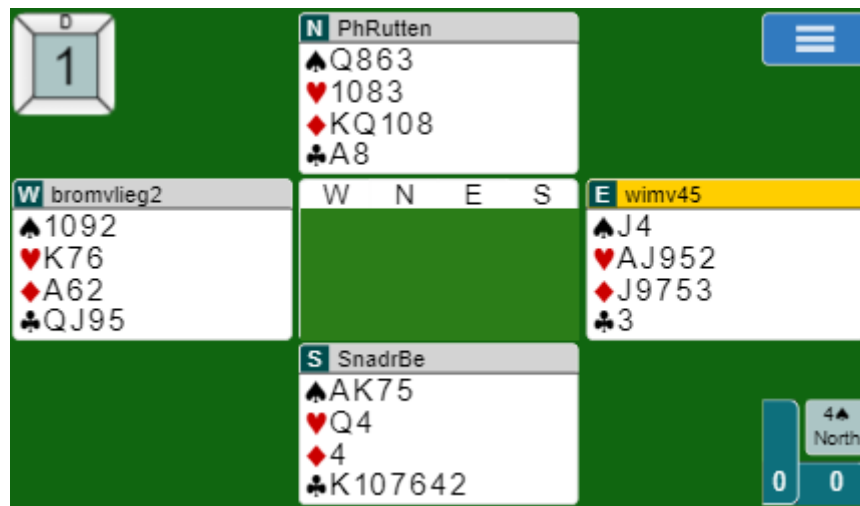 D
1
N PhRutten
♠Q863
♥1083
♦KQ108
♣A8
W bromvlieg2
♠1092
♥K76
♦A62
♣QJ95
W N E S
E wimv45
♠J4
♥AJ952
♦J9753
♣3
S SnadrBe
♠AK75
♥Q4
♦4
♣K107642
4♠
North
0 0